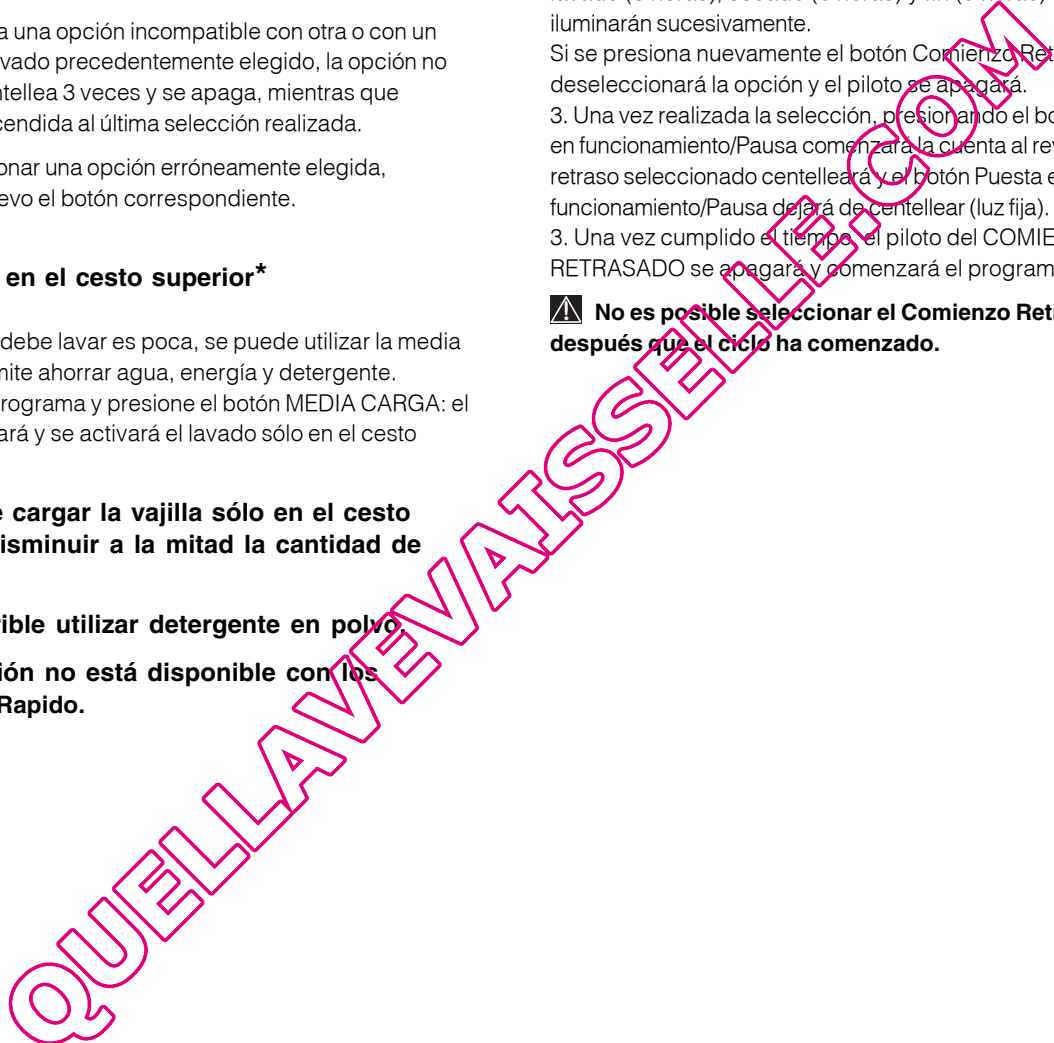 a una opción incompatible con otra o con un
vado precedentemente elegido, la opción no
ntellea 3 veces y se apaga, mientras que
cendida al última selección realizada.
onar una opción erróneamente elegida,
evo el botón correspondiente.
en el cesto superior*
debe lavar es poca, se puede utilizar la media
mite ahorrar agua, energía y detergente.
rograma y presione el botón MEDIA CARGA: el
ará y se activará el lavado sólo en el cesto
e cargar la vajilla sólo en el cesto
isminuir a la mitad la cantidad de
rible utilizar detergente en polvo.
ión no está disponible con los
Rapido.
iluminarán sucesivamente.
Si se presiona nuevamente el botón Comienzo Ret
deseleccionará la opción y el piloto se apagará.
3. Una vez realizada la selección, presionando el bo
en funcionamiento/Pausa comenzará la cuenta al rev
retraso seleccionado centelleará y el botón Puesta e
funcionamiento/Pausa dejará de centellear (luz fija).
3. Una vez cumplido el tiempo, el piloto del COMIE
RETRASADO se apagará y comenzará el program
No es posible seleccionar el Comienzo Retr
después que el ciclo ha comenzado.
QUELLAVEVAISSELLE.COM